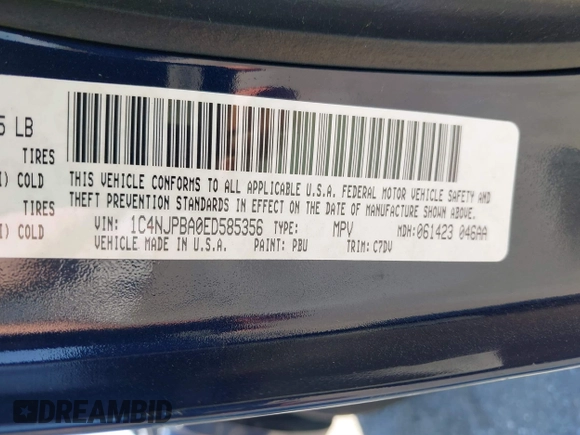 5 LB
TIRES
) COLD
TIRES
) COLD
THIS VEHICLE CONFORMS TO ALL APPLICABLE U.S.A. FEDERAL MOTOR VEHICLE SAFETY AND
THEFT PREVENTION STANDARDS IN EFFECT ON THE DATE OF MANUFACTURE SHOWN ABOVE.
VIN: 1C4NJPBA0ED585356 TYPE: MPV MDH:061423 046AA
VEHICLE MADE IN U.S.A. PAINT: PBU TRIM: C7DV
DREAMBID